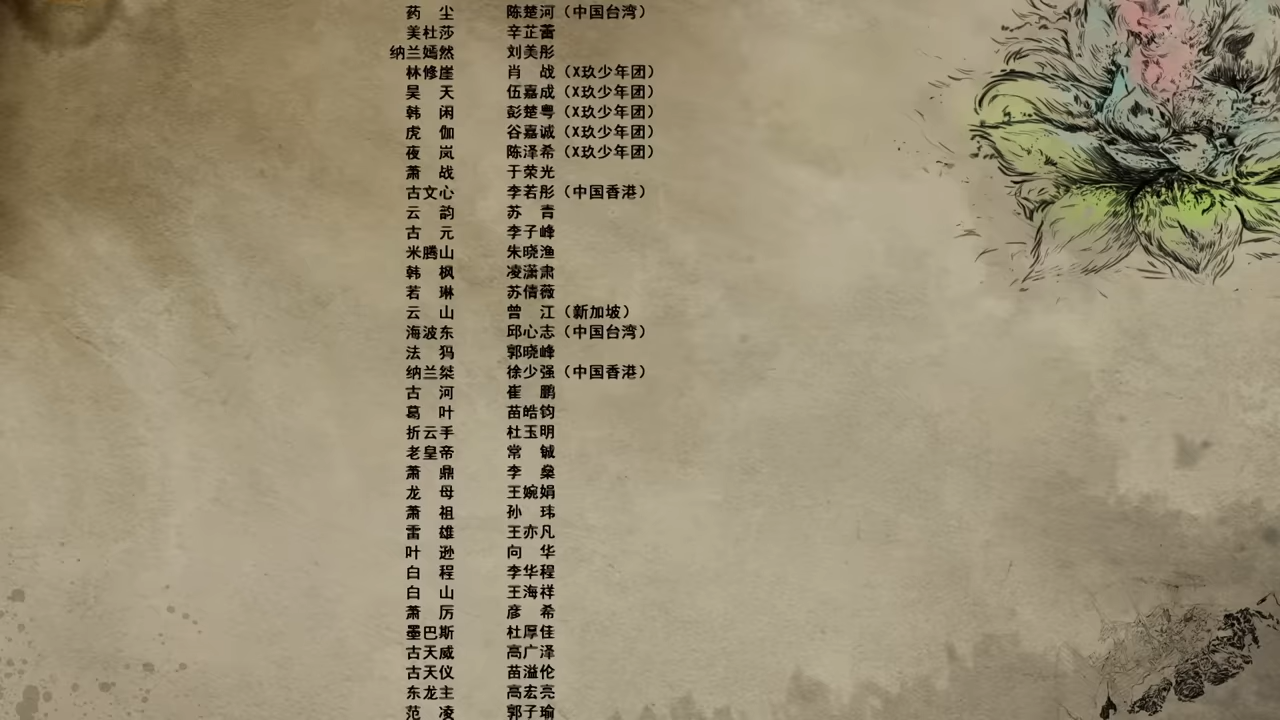 药 尘 陈楚河（中国台湾）
美杜莎 辛芷蕾
纳兰嫣然 刘美彤
林修崖 肖 战（X玖少年团）
吴 天 伍嘉成（X玖少年团）
韩 闲 彭楚粤（X玖少年团）
虎 伽 谷嘉诚（X玖少年团）
夜 岚 陈泽希（X玖少年团）
萧 战 于荣光
古文心 李若彤（中国香港）
云 韵 苏 青
古 元 李子峰
米腾山 朱晓渔
韩 枫 凌潇肃
若 琳 苏倩薇
云 山 曾 江（新加坡）
海波东 邱心志（中国台湾）
法 犸 郭晓峰
纳兰桀 徐少强（中国香港）
古 河 崔 鹏
葛 叶 苗皓钧
折云手 杜玉明
老皇帝 常 铖
萧 鼎 李 燊
龙 母 王婉娟
萧 祖 孙 玮
雷 雄 王亦凡
叶 逊 向 华
白 程 李华程
白 山 王海祥
萧 厉 彦 希
墨巴斯 杜厚佳
古天威 高广泽
古天仪 苗溢伦
东龙主 高宏亮
范 凌 郭子瑜